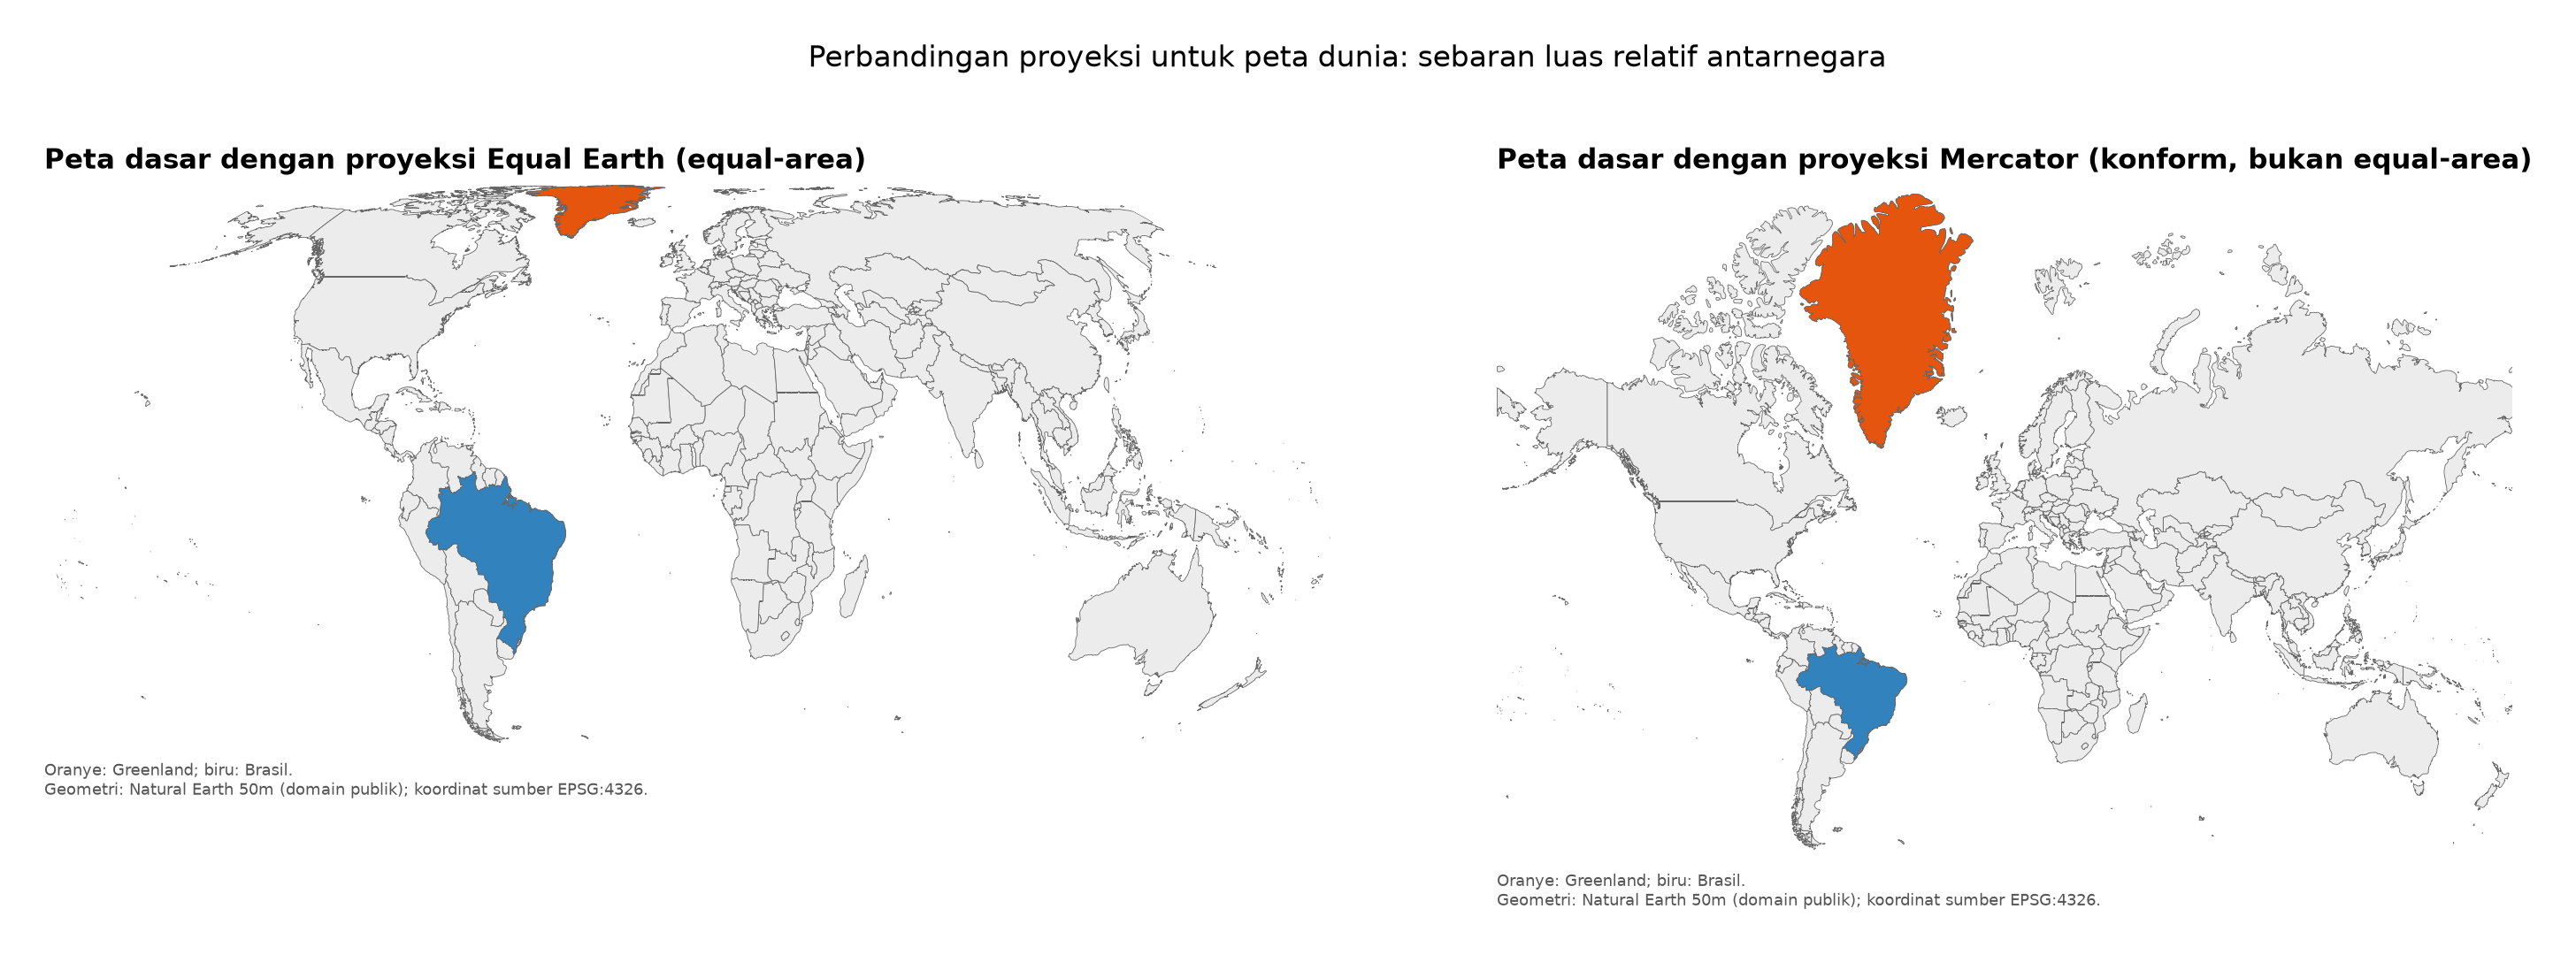 Perbandingan proyeksi untuk peta dunia: sebaran luas relatif antarnegara
Peta dasar dengan proyeksi Equal Earth (equal-area)
Oranye: Greenland; biru: Brasil.
Geometri: Natural Earth 50m (domain publik); koordinat sumber EPSG:4326.
Peta dasar dengan proyeksi Mercator (konform, bukan equal-area)
Oranye: Greenland; biru: Brasil.
Geometri: Natural Earth 50m (domain publik); koordinat sumber EPSG:4326.